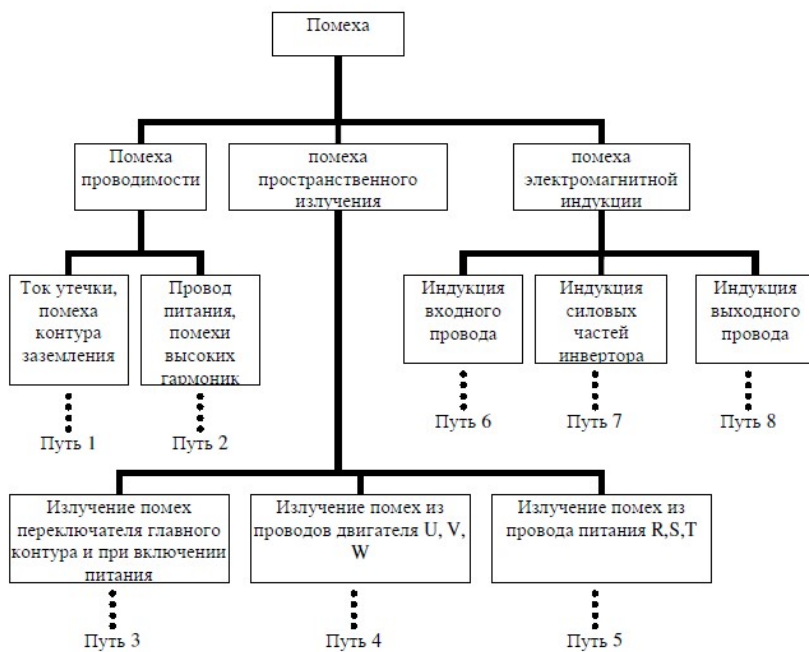 Помеха
Помеха
проводимости
помеха
пространственного
излучения
помеха
электромагнитной
индукции
Ток утечки,
помеха
контура
заземления
Провод
питания,
помехи
высоких
гармоник
Индукция
входного
провода
Индукция
силовых
частей
инвертора
Индукция
выходного
провода
Путь 1
Путь 2
Путь 6
Путь 7
Путь 8
Излучение помех
переключателя главного
контура и при включении
питания
Излучение помех из
проводов двигателя U, V,
W
Излучение помех из
провода питания R,S,T
Путь 3
Путь 4
Путь 5